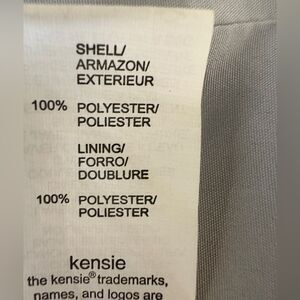 SHELL/
ARMAZON/
EXTERIEUR
100% POLYESTER/
POLIESTER
LINING/
FORRO/
DOUBLURE
100% POLYESTER/
POLIESTER
kensie
the kensie® trademarks,
names, and logos are